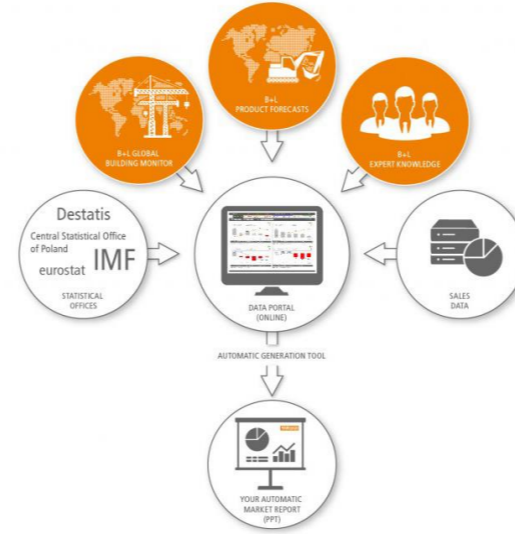 B+L
PRODUCT FORECASTS
B+L GLOBAL
BUILDING MONITOR
B+L
EXPERT KNOWLEDGE
Destatis
Central Statistical Office
of Poland
eurostat
IMF
STATISTICAL
OFFICES
DATA PORTAL
(ONLINE)
SALES
DATA
AUTOMATIC GENERATION TOOL
YOUR AUTOMATIC
MARKET REPORT
(PPT)